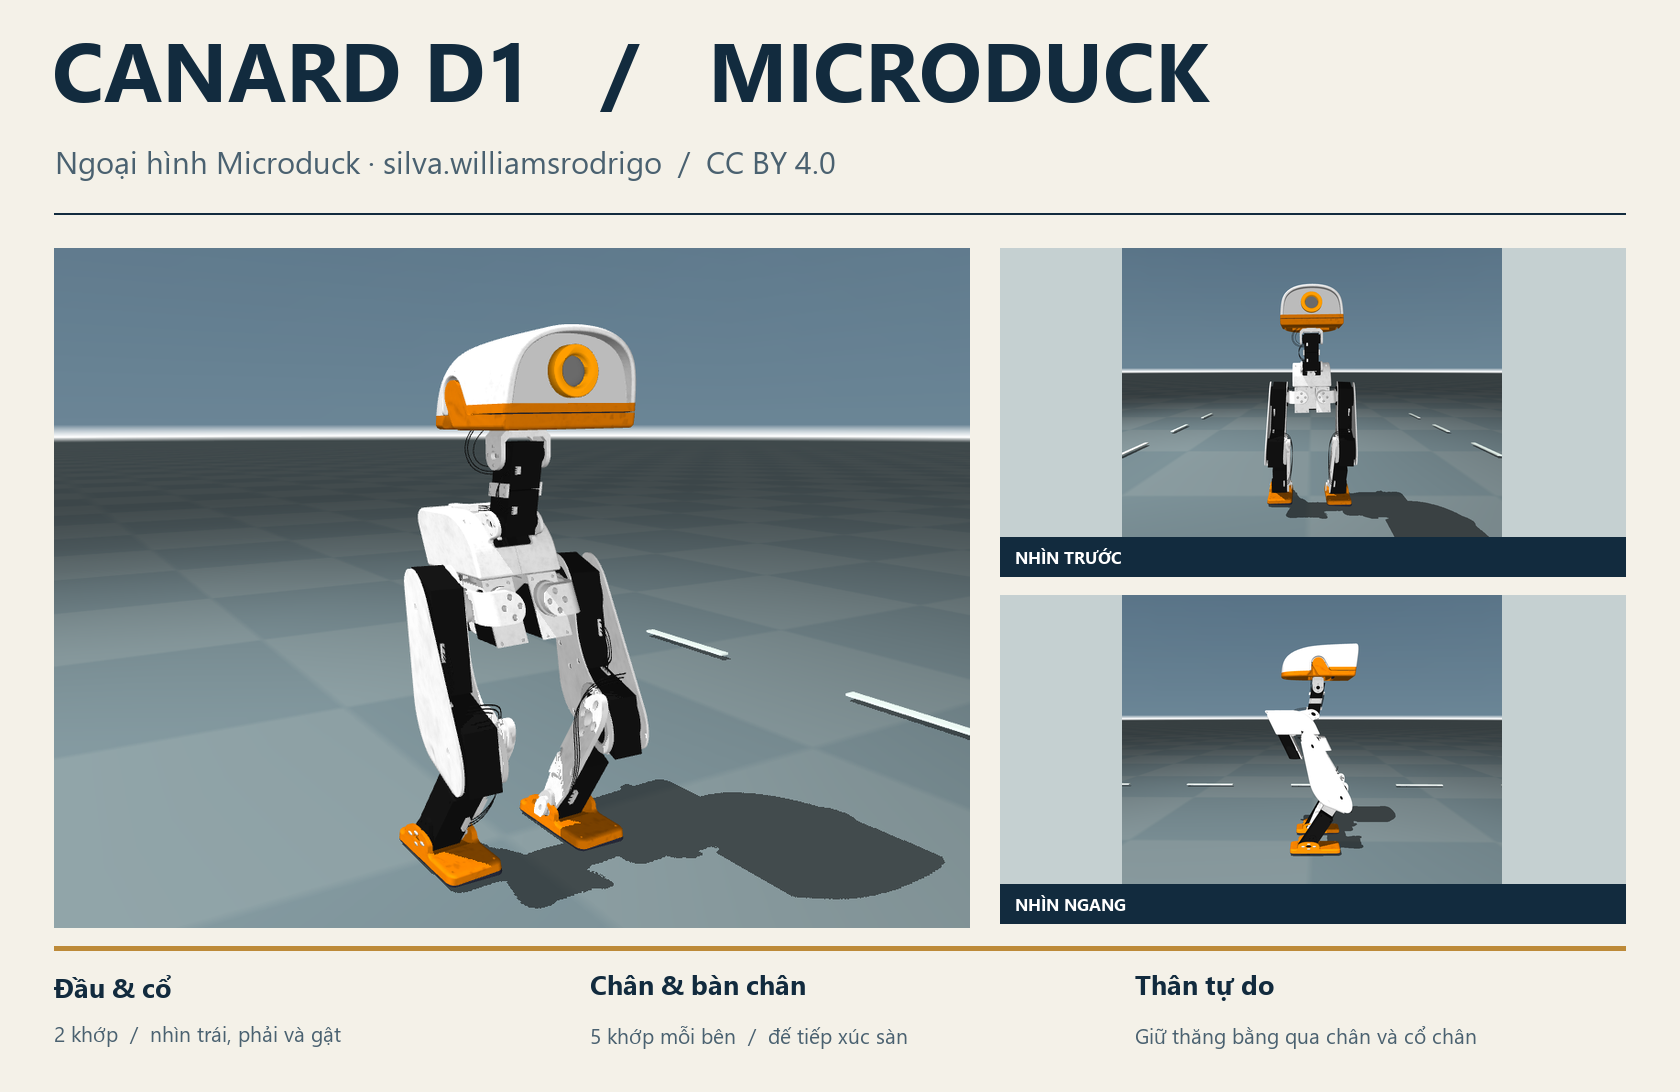 CANARD D1 / MICRODUCK
Ngoại hình Microduck · silva.williamsrodrigo / CC BY 4.0
NHÌN TRƯỚC
NHÌN NGANG
Đầu & cổ
2 khớp / nhìn trái, phải và gật
Chân & bàn chân
5 khớp mỗi bên / đế tiếp xúc sàn
Thân tự do
Giữ thăng bằng qua chân và cổ chân